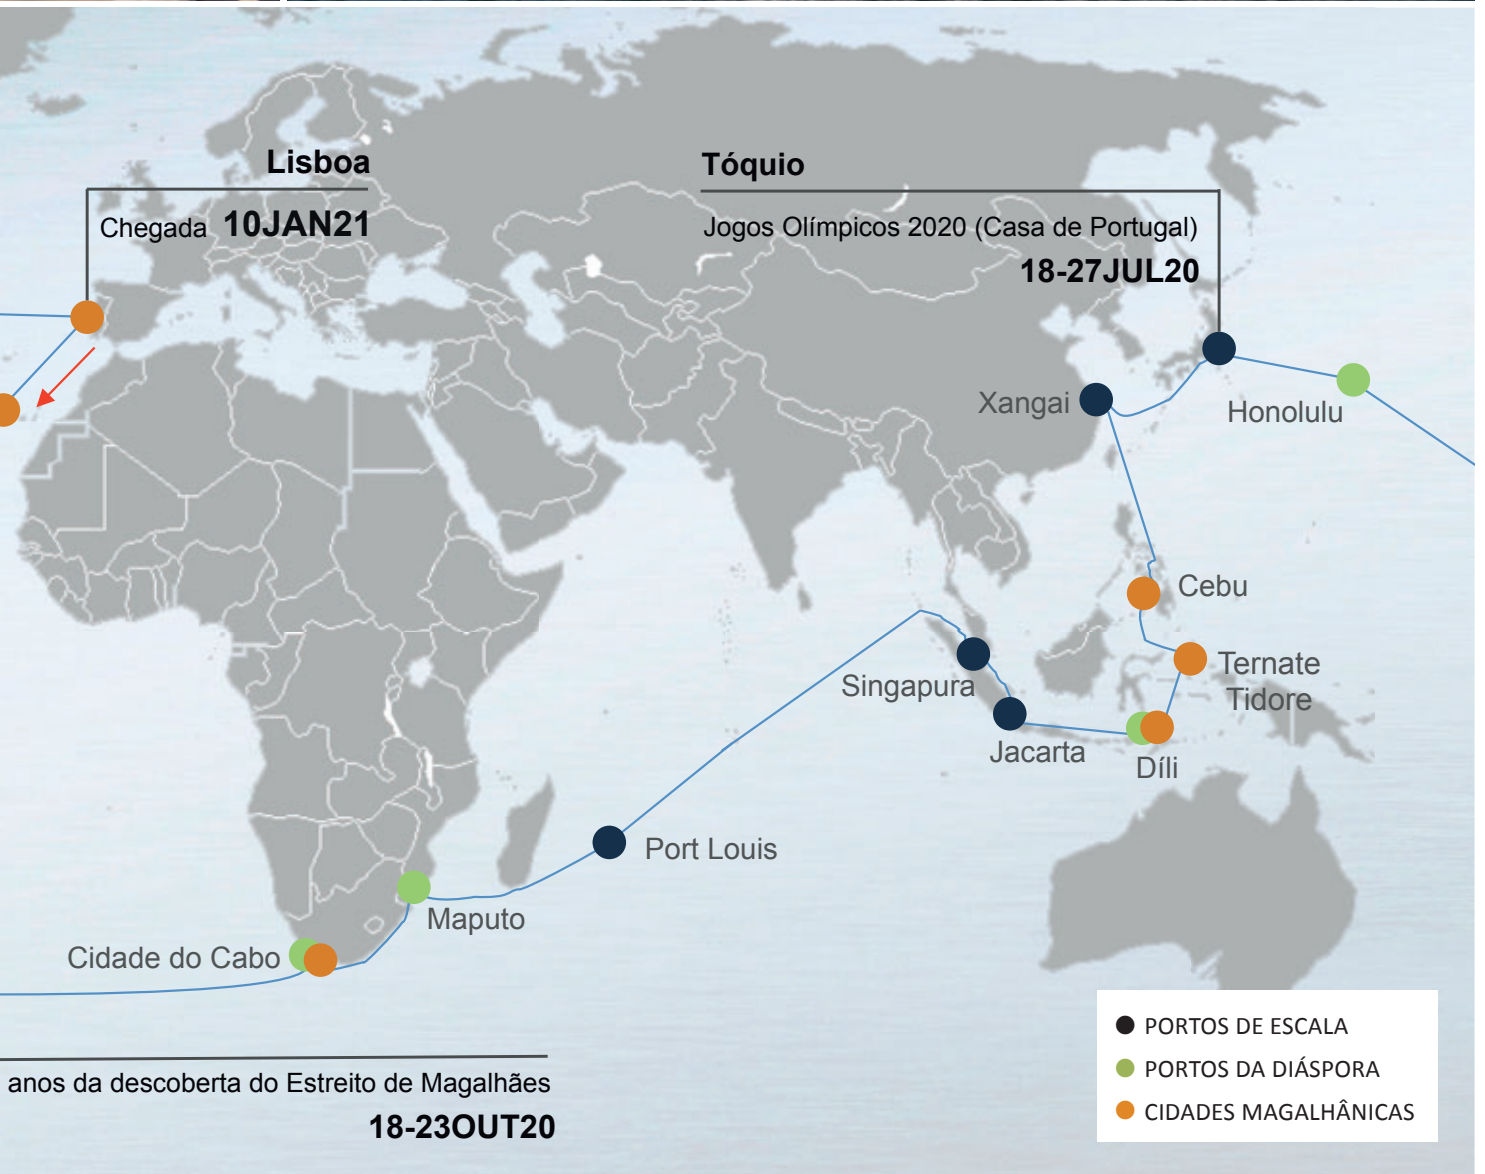 Lisboa
Chegada 10JAN21
Tóquio
Jogos Olímpicos 2020 (Casa de Portugal)
18-27JUL20
Xangai
Honolulu
Cebu
Ternate
Tidore
Singapura
Jacarta
Díli
Port Louis
Maputo
Cidade do Cabo
anos da descoberta do Estreito de Magalhães
18-23OUT20
PORTOS DE ESCALA
PORTOS DA DIÁSPORA
CIDADES MAGALHÂNICAS